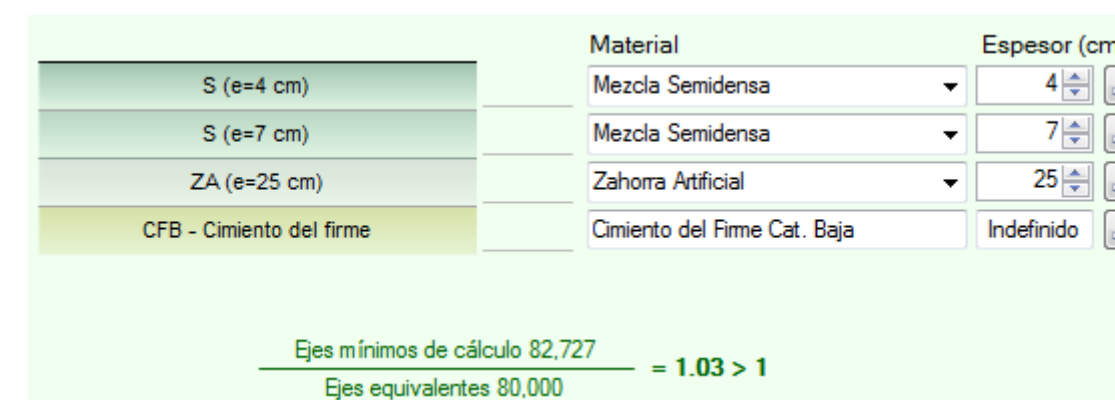 Material Espesor (cm
S (e=4 cm) Mezcla Semidensa 4
S (e=7 cm) Mezcla Semidensa 7
ZA (e=25 cm) Zahorra Artificial 25
CFB - Cimiento del firme Cimiento del Firme Cat. Baja Indefinido
Ejes mínimos de cálculo 82,727
= 1.03 > 1
Ejes equivalentes 80,000